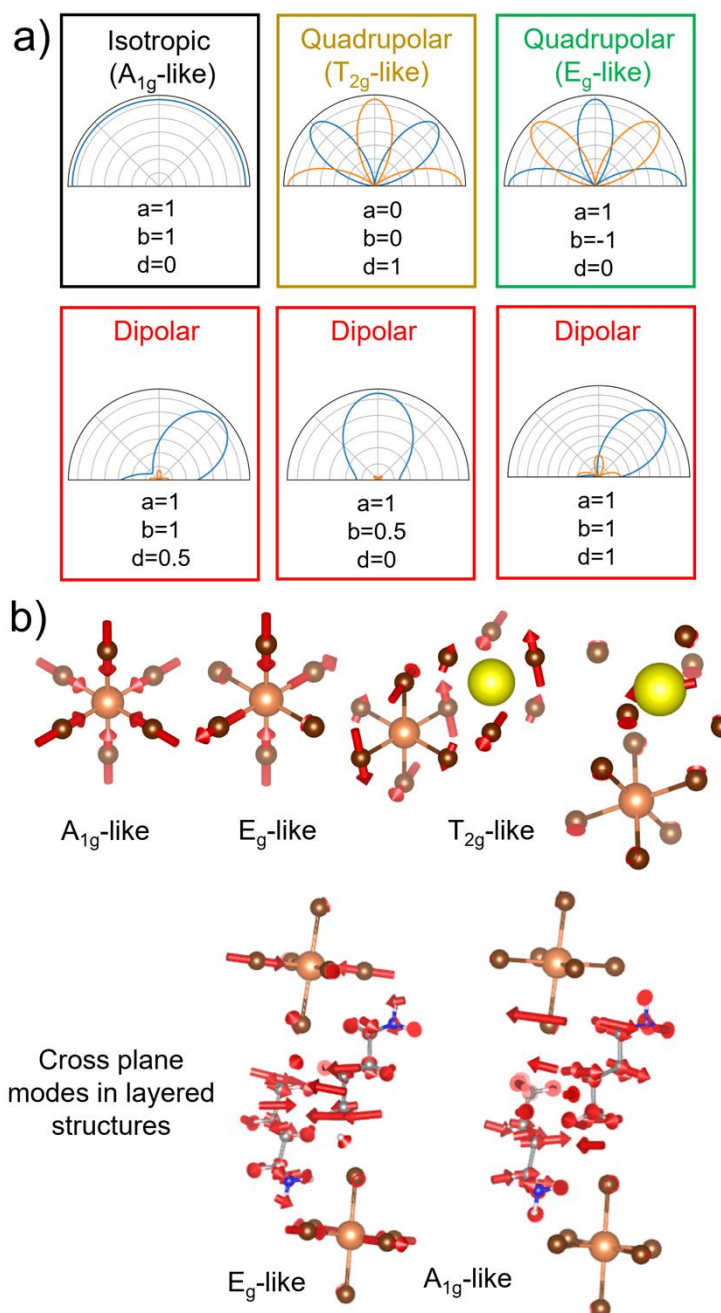 a)
Isotropic
(A₁g-like)
a=1
b=1
d=0
Quadrupolar
(T₂g-like)
a=0
b=0
d=1
Quadrupolar
(Eg-like)
a=1
b=-1
d=0
Dipolar
a=1
b=1
d=0.5
Dipolar
a=1
b=0.5
d=0
Dipolar
a=1
b=1
d=1
b)
A₁g-like
Eg-like
T₂g-like
Cross plane
modes in layered
structures
Eg-like
A₁g-like